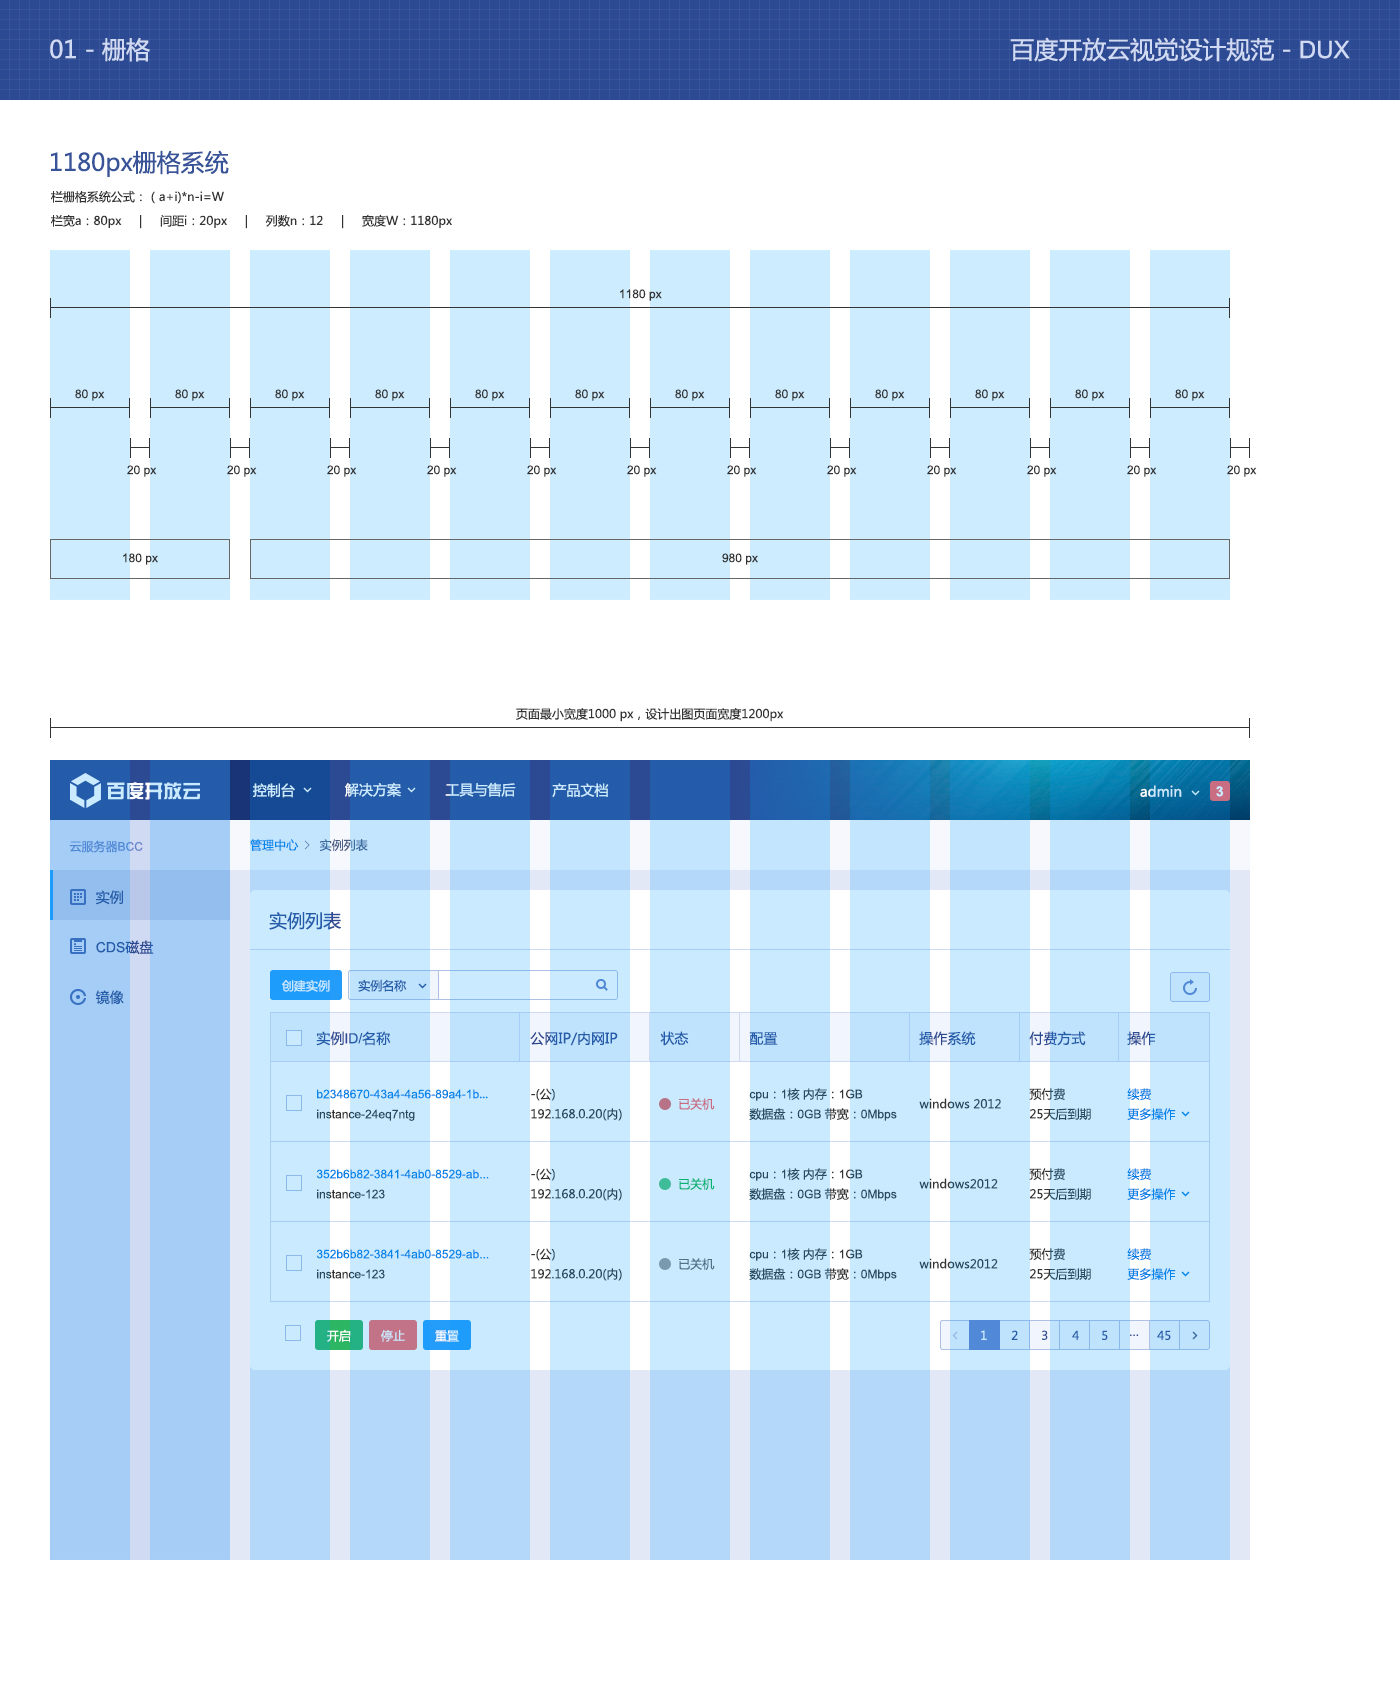 01 - 栅格
百度开放云视觉设计规范 - DUX
1180px栅格系统
栏栅格系统公式：( a+i)*n-i=W
栏宽a：80px | 间距i：20px | 列数n：12 | 宽度W：1180px
1180 px
80 px 80 px 80 px 80 px 80 px 80 px 80 px 80 px 80 px 80 px 80 px 80 px
20 px 20 px 20 px 20 px 20 px 20 px 20 px 20 px 20 px 20 px 20 px 20 px
180 px 980 px
页面最小宽度1000 px，设计出图页面宽度1200px
百度开放云 控制台 解决方案 工具与售后 产品文档 admin 3
云服务器BCC 管理中心 > 实例列表
实例
实例列表
CDS磁盘
创建实例 实例名称
镜像
实例ID/名称 公网IP/内网IP 状态 配置 操作系统 付费方式 操作
b2348670-43a4-4a56-89a4-1b... -(公) cpu：1核 内存：1GB 预付费 续费
已关机 windows 2012
instance-24eq7ntg 192.168.0.20(内) 数据盘：0GB 带宽：0Mbps 25天后到期 更多操作
352b6b82-3841-4ab0-8529-ab... -(公) cpu：1核 内存：1GB 预付费 续费
已关机 windows2012
instance-123 192.168.0.20(内) 数据盘：0GB 带宽：0Mbps 25天后到期 更多操作
352b6b82-3841-4ab0-8529-ab... -(公) cpu：1核 内存：1GB 预付费 续费
已关机 windows2012
instance-123 192.168.0.20(内) 数据盘：0GB 带宽：0Mbps 25天后到期 更多操作
开启 停止 重置 < 1 2 3 4 5 ... 45 >